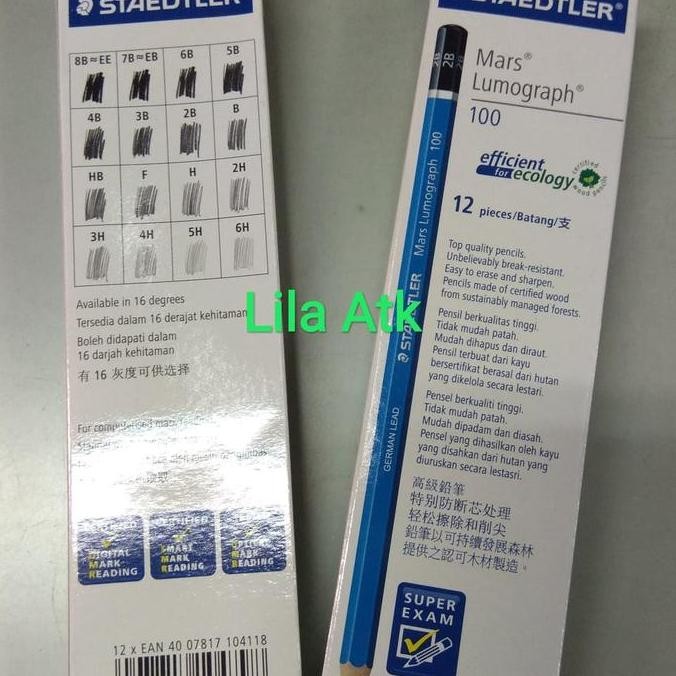 STAEDTLER
8B≈EE 7B≈EB 6B 5B
4B 3B 2B B
HB F H 2H
3H 4H 5H 6H
Available in 16 degrees
Tersedia dalam 16 derajat kehitaman
Boleh didapati dalam
16 darjah kehitaman
有 16 灰度可供选择
For computerised
DIGITAL
MARK
READING
SMART
MARK
READING
MARK
READING
12 x EAN 40 07817 104118
STAEDTLER
Mars®
Lumograph®
100
efficient
for ecology
certified
wood
12 pieces/Batang/支
Top quality pencils.
Unbelievably break-resistant.
Easy to erase and sharpen.
Pencils made of certified wood
from sustainably managed forests.
Pensil berkualitas tinggi.
Tidak mudah patah.
Mudah dihapus dan diraut.
Pensil terbuat dari kayu
bersertifikat berasal dari hutan
yang dikelola secara lestari.
Pensel berkualiti tinggi.
Tidak mudah patah.
Mudah dipadam dan diasah.
Pensel yang dihasilkan oleh kayu
yang disahkan dari hutan yang
diuruskan secara lestasri.
高級鉛筆
特别防断芯处理
轻松擦除和削尖
鉛筆以可持續發展森林
提供之認可木材製造。
SUPER
EXAM
2B
STAEDTLER Mars Lumograph 100
GERMAN LEAD
Lila Atk